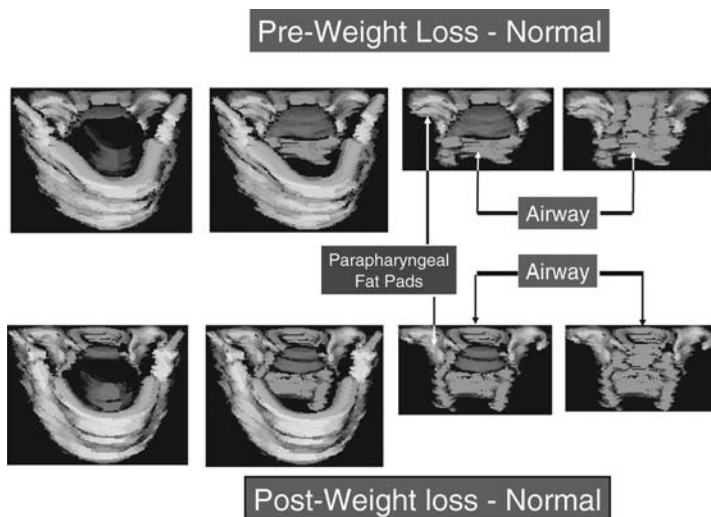 Pre-Weight Loss - Normal
Airway
Parapharyngeal
Fat Pads
Airway
Post-Weight loss - Normal